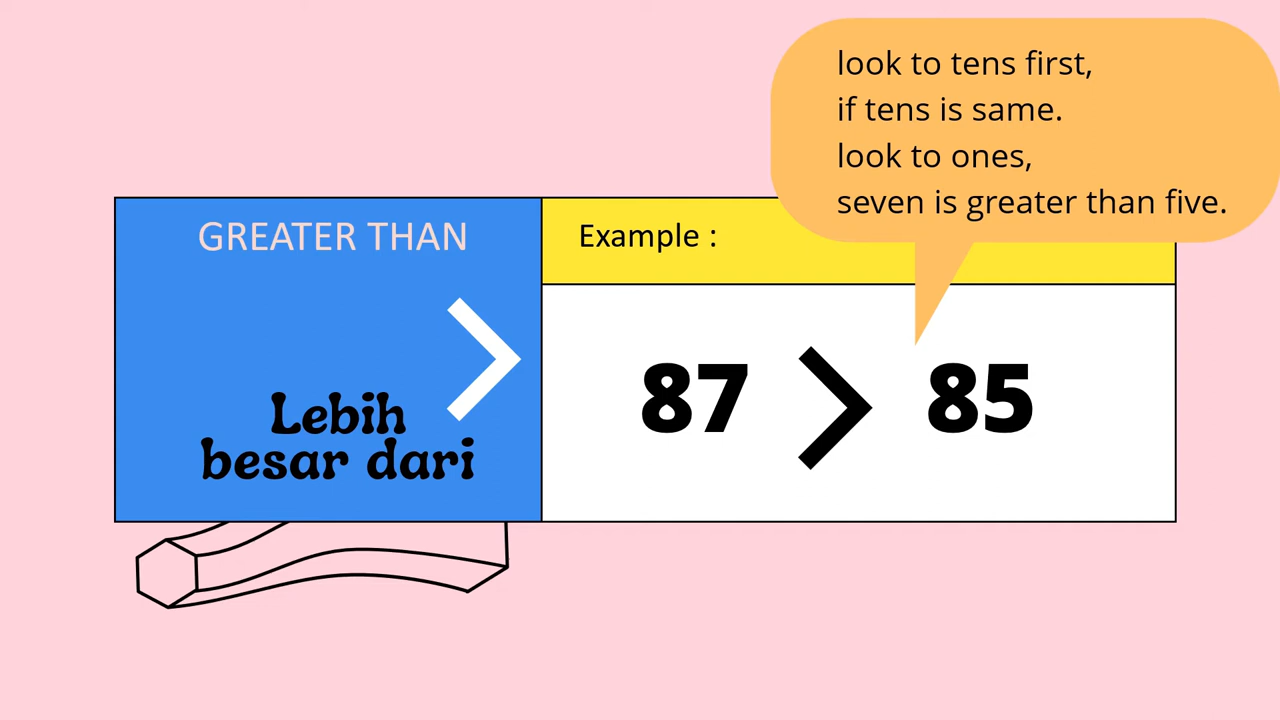 look to tens first,
if tens is same.
look to ones,
seven is greater than five.
GREATER THAN
>
Lebih
besar dari
Example :
87 > 85